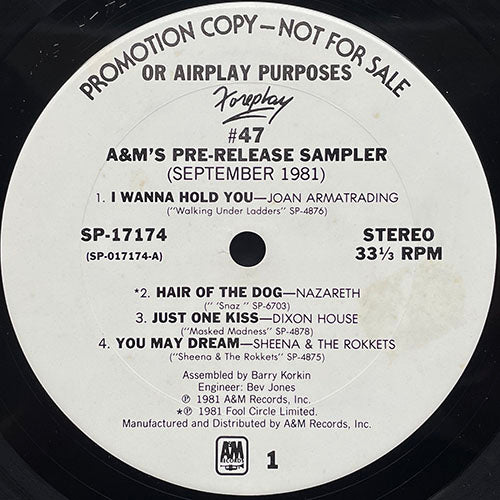 PROMOTION COPY—NOT FOR SALE
OR AIRPLAY PURPOSES
Foreplay
#47
A&M'S PRE-RELEASE SAMPLER
(SEPTEMBER 1981)
1. I WANNA HOLD YOU—JOAN ARMATRADING
("Walking Under Ladders" SP-4876)
SP-17174
(SP-017174-A)
STEREO
33⅓ RPM
*2. HAIR OF THE DOG—NAZARETH
(" 'Snaz " SP-6703)
3. JUST ONE KISS—DIXON HOUSE
("Masked Madness" SP-4878)
4. YOU MAY DREAM—SHEENA & THE ROKKETS
("Sheena & The Rokkets" SP-4875)
Assembled by Barry Korkin
Engineer: Bev Jones
℗ 1981 A&M Records, Inc.
*℗ 1981 Fool Circle Limited.
Manufactured and Distributed by A&M Records, Inc.
A&M
RECORDS
1